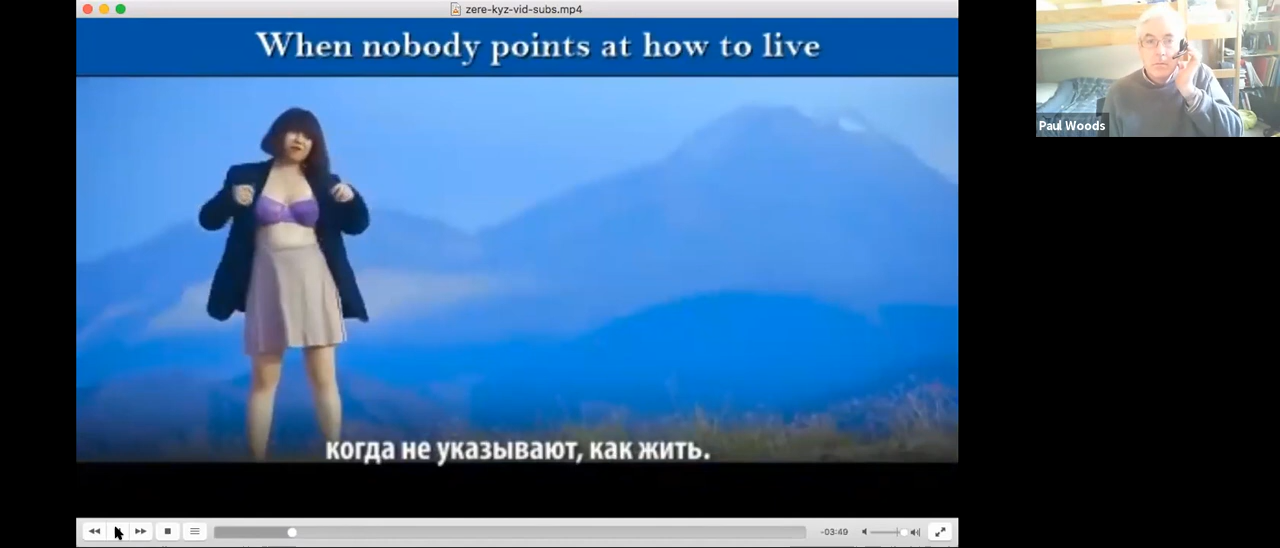 zere-kyz-vid-subs.mp4
When nobody points at how to live
Paul Woods
когда не указывают, как жить.
-03:49